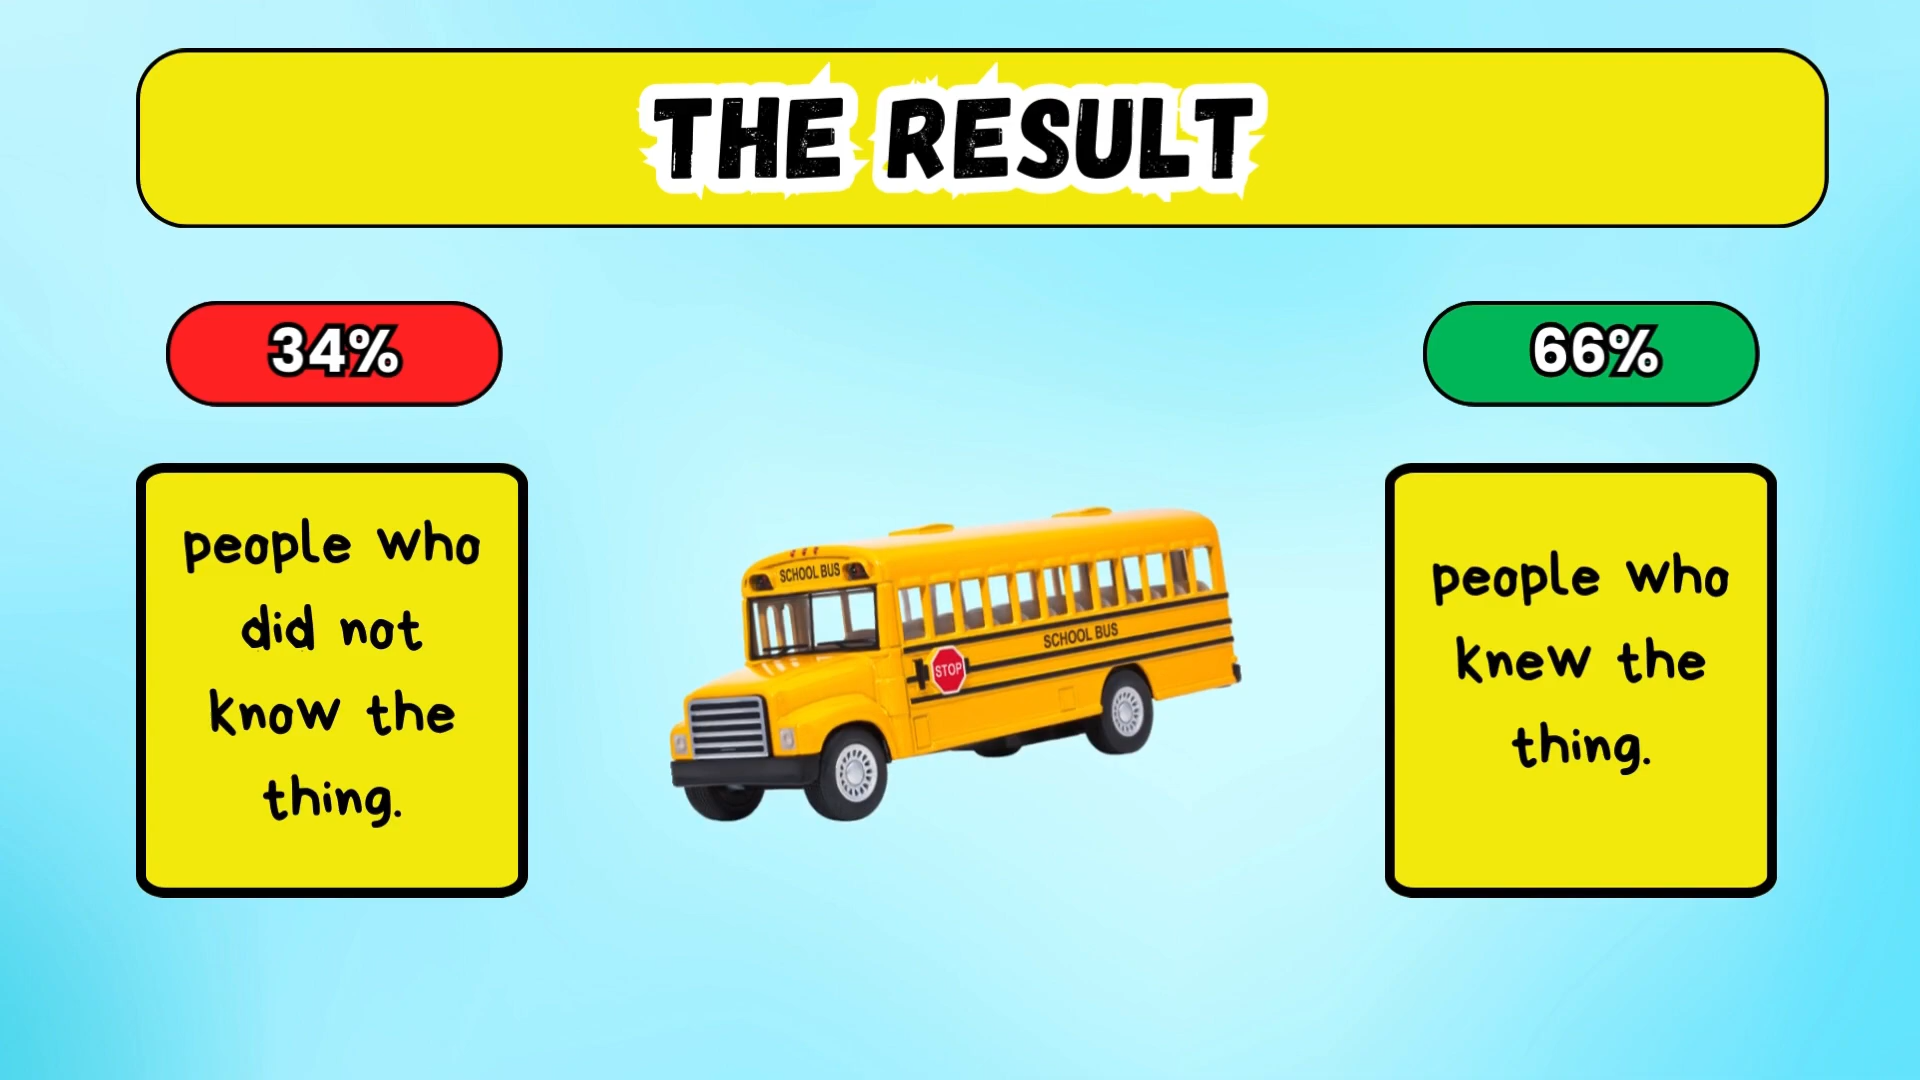 THE RESULT
34%
66%
people who
did not
know the
thing.
SCHOOL BUS
SCHOOL BUS
STOP
people who
knew the
thing.